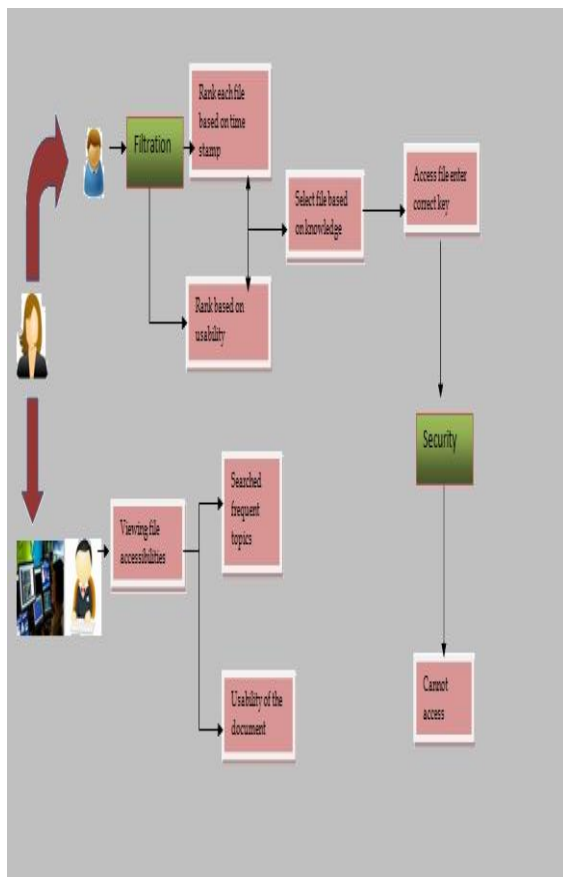 Rank each file
based on time
stamp
Filtration
Access file enter
correct key
Select file based
on knowledge
Rank based on
usability
Security
Searched
frequent
topics
Viewing file
accessibilities
Cannot
access
Usability of the
document